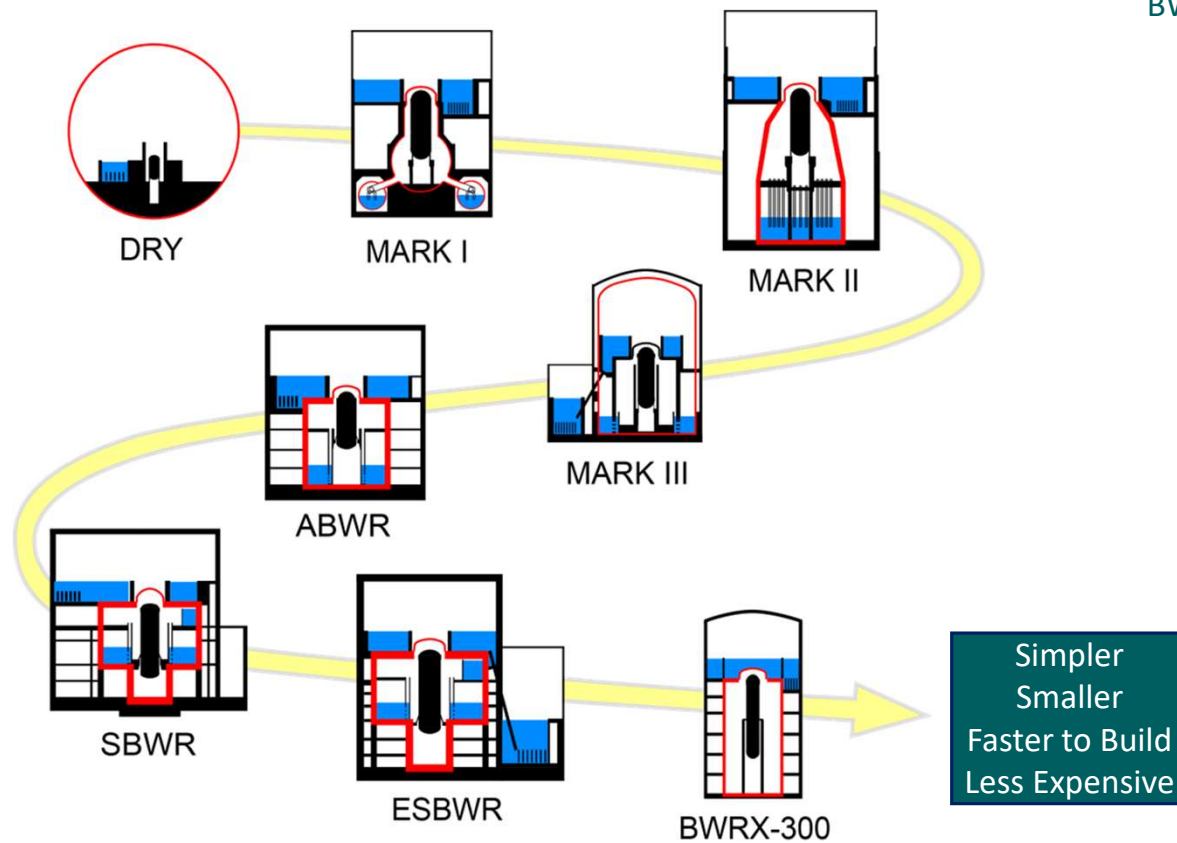 DRY
MARK I
MARK II
MARK III
ABWR
SBWR
ESBWR
BWRX-300
Simpler
Smaller
Faster to Build
Less Expensive